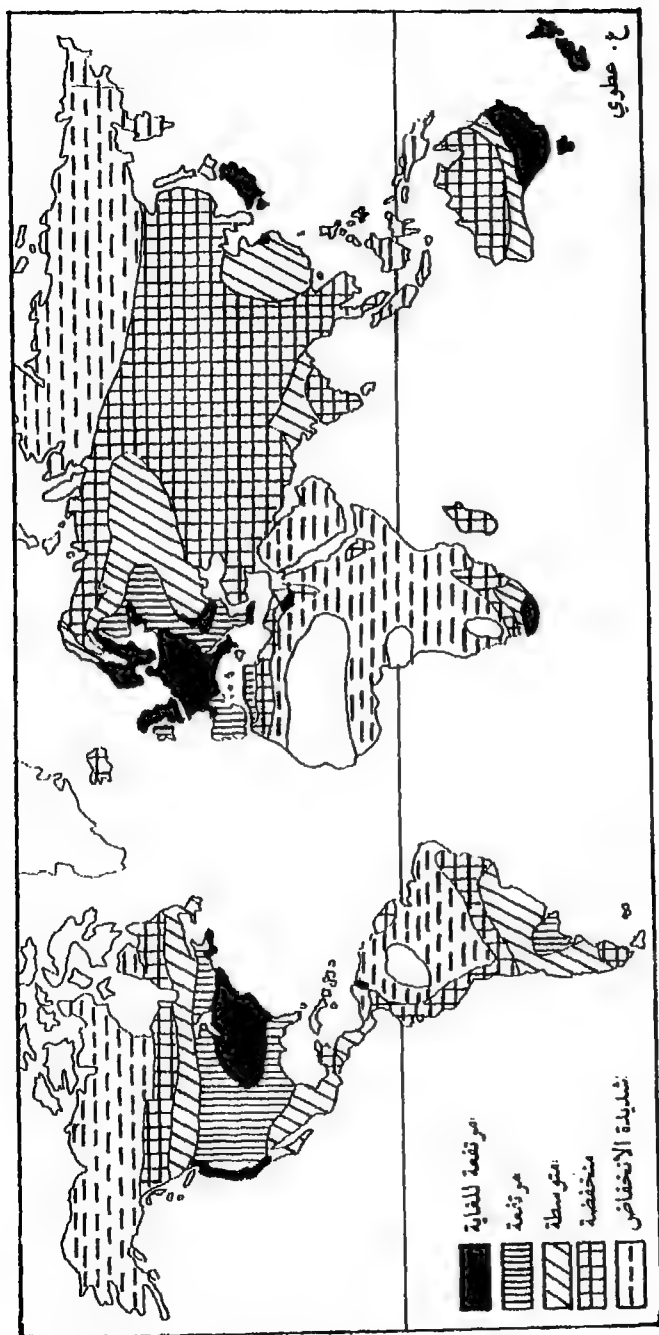 مرتفعة للغاية
مرتفعة
متوسطة
منخفضة
شديدة الانخفاض
ع. عطوي